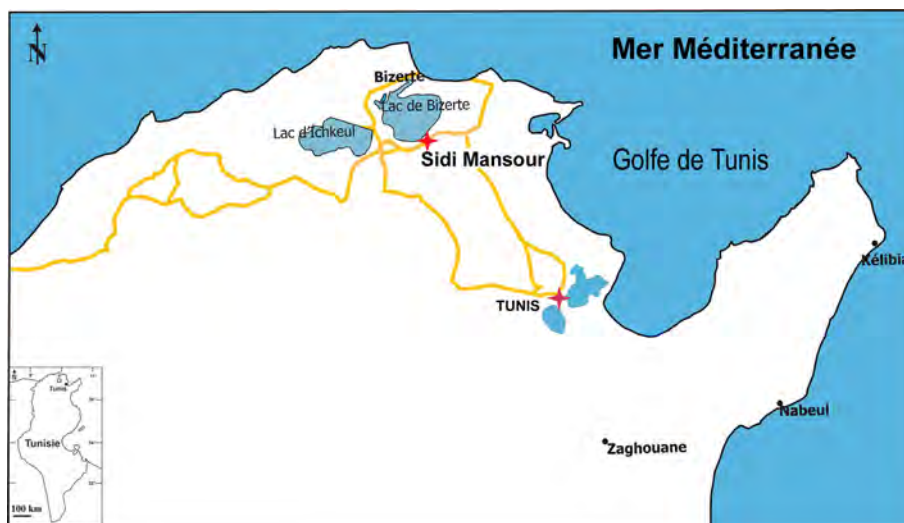 N
Mer Méditerranée
Bizerte
Lac de Bizerte
Lac d'Ichkeul
Sidi Mansour
Golfe de Tunis
Kélibia
TUNIS
Nabeul
Zaghouane
Tunis
Tunisie
100 km